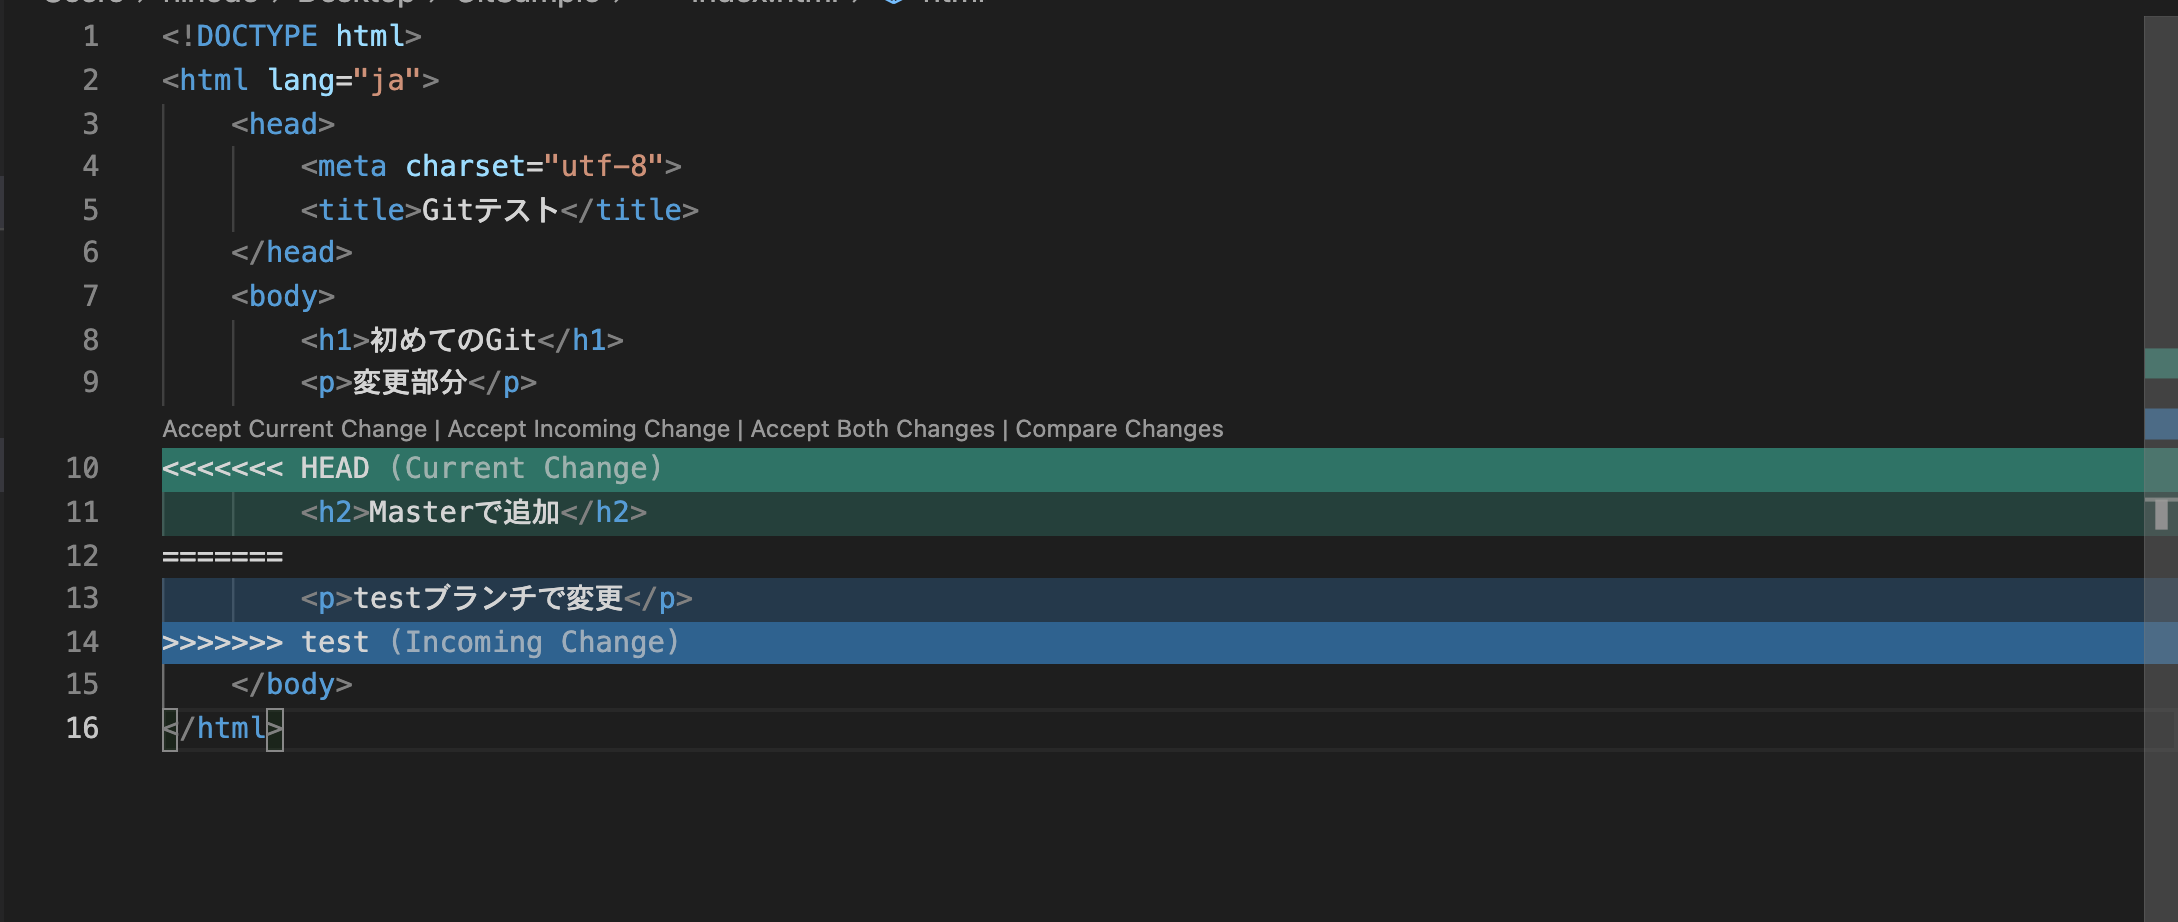 1 <!DOCTYPE html>
2 <html lang="ja">
3 <head>
4 <meta charset="utf-8">
5 <title>Gitテスト</title>
6 </head>
7 <body>
8 <h1>初めてのGit</h1>
9 <p>変更部分</p>
Accept Current Change | Accept Incoming Change | Accept Both Changes | Compare Changes
10 <<<<<<< HEAD (Current Change)
11 <h2>Masterで追加</h2>
12 =======
13 <p>testブランチで変更</p>
14 >>>>>>> test (Incoming Change)
15 </body>
16 </html>